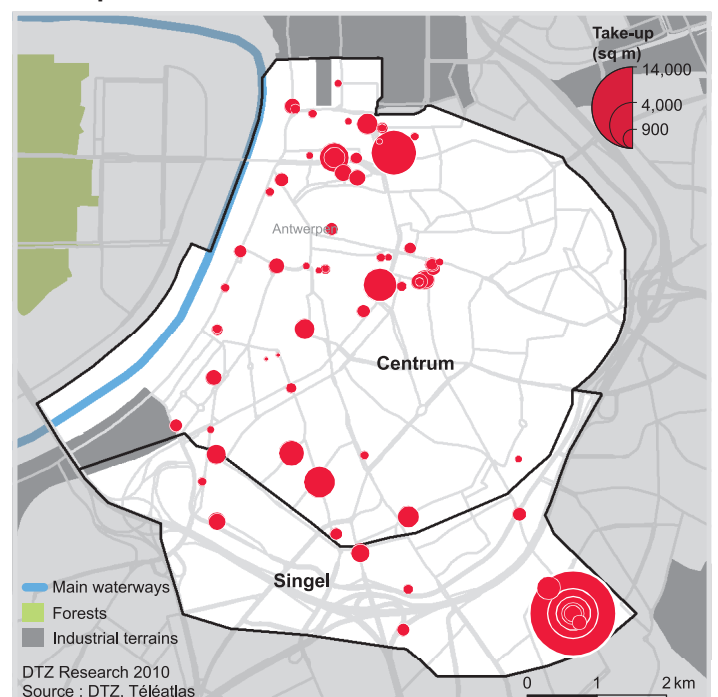 Take-up
(sq m)
14,000
4,000
900
Antwerpen
Centrum
Singel
Main waterways
Forests
Industrial terrains
DTZ Research 2010
Source : DTZ, Téléatlas
0 1 2 km